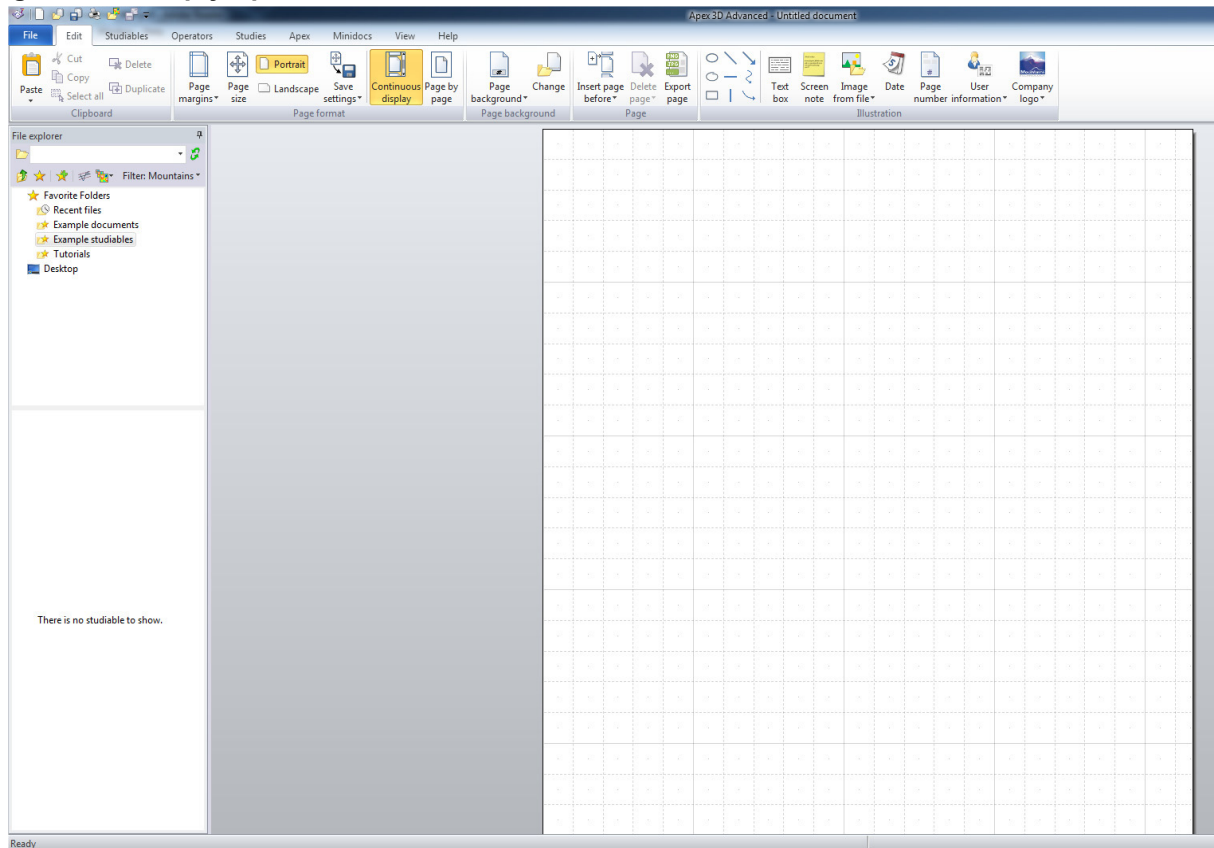 Apex 3D Advanced - Untitled document
File Edit Studiables Operators Studies Apex Minidocs View Help
Paste
Cut
Copy
Select all
Delete
Duplicate
Clipboard
Page margins
Page size
Portrait
Landscape
Save settings
Continuous display
Page by page
Page format
Page background
Change
Page background
Insert page before
Delete page
Export page
Page
Text box
Screen note
Image from file
Date
Page number
User information
Company logo
Illustration
File explorer
Filter: Mountains
Favorite Folders
Recent files
Example documents
Example studiables
Tutorials
Desktop
There is no studiable to show.
Ready